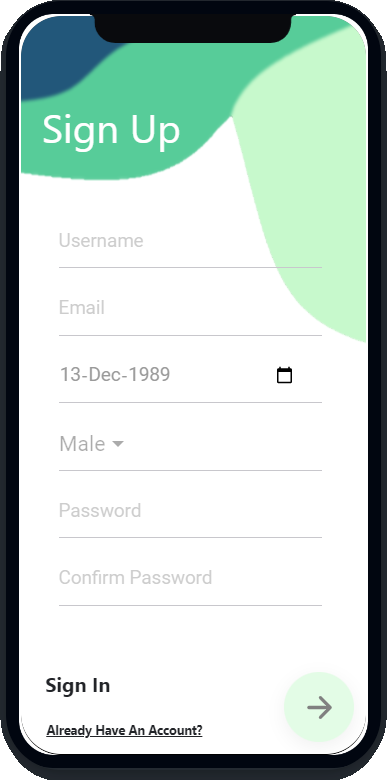 Sign Up
Username
Email
13-Dec-1989
Male
Password
Confirm Password
Sign In
Already Have An Account?